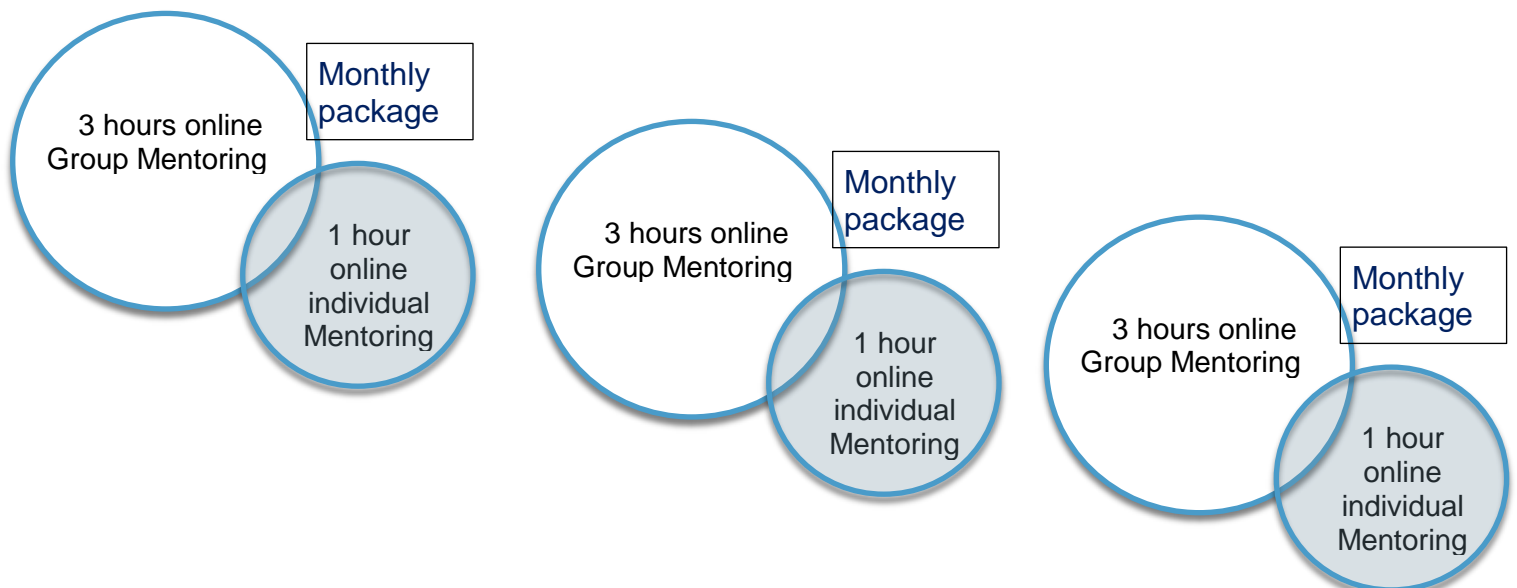 Monthly
package
3 hours online
Group Mentoring
1 hour
online
individual
Mentoring
Monthly
package
3 hours online
Group Mentoring
1 hour
online
individual
Mentoring
Monthly
package
3 hours online
Group Mentoring
1 hour
online
individual
Mentoring